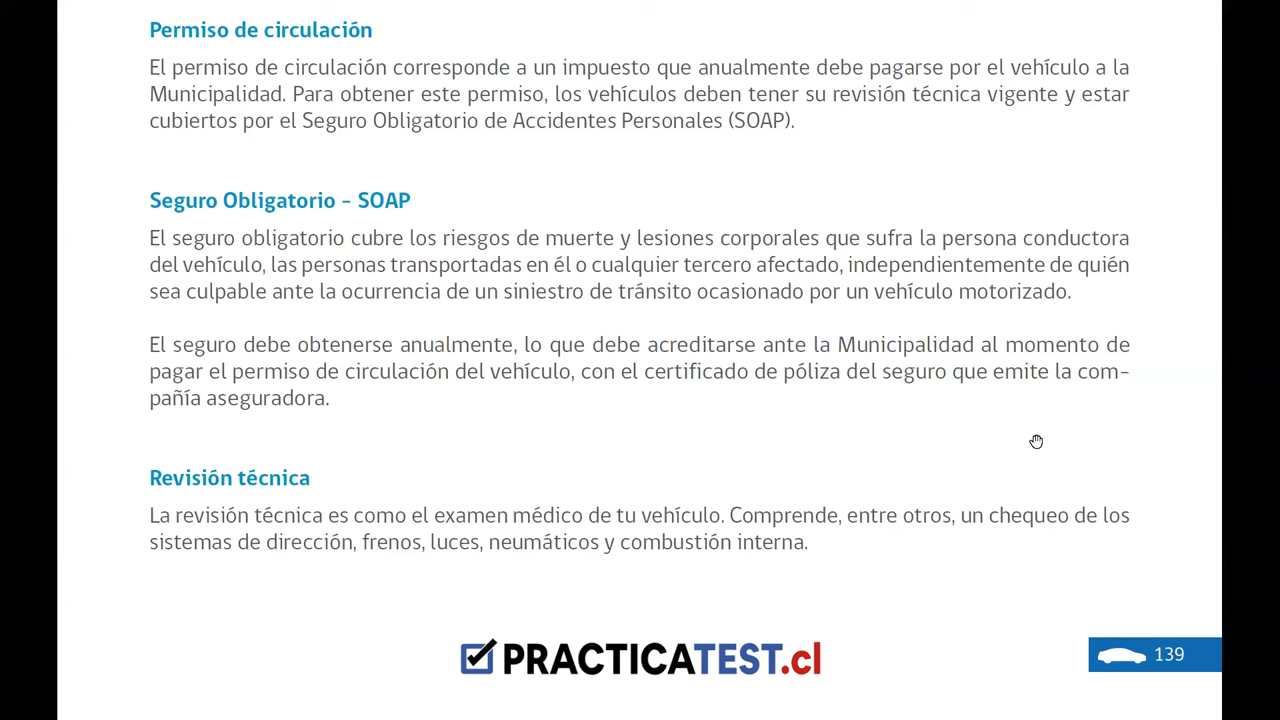 Permiso de circulación
El permiso de circulación corresponde a un impuesto que anualmente debe pagarse por el vehículo a la
Municipalidad. Para obtener este permiso, los vehículos deben tener su revisión técnica vigente y estar
cubiertos por el Seguro Obligatorio de Accidentes Personales (SOAP).
Seguro Obligatorio - SOAP
El seguro obligatorio cubre los riesgos de muerte y lesiones corporales que sufra la persona conductora
del vehículo, las personas transportadas en él o cualquier tercero afectado, independientemente de quién
sea culpable ante la ocurrencia de un siniestro de tránsito ocasionado por un vehículo motorizado.
El seguro debe obtenerse anualmente, lo que debe acreditarse ante la Municipalidad al momento de
pagar el permiso de circulación del vehículo, con el certificado de póliza del seguro que emite la com-
pañía aseguradora.
Revisión técnica
La revisión técnica es como el examen médico de tu vehículo. Comprende, entre otros, un chequeo de los
sistemas de dirección, frenos, luces, neumáticos y combustión interna.
PRACTICATEST.cl
139